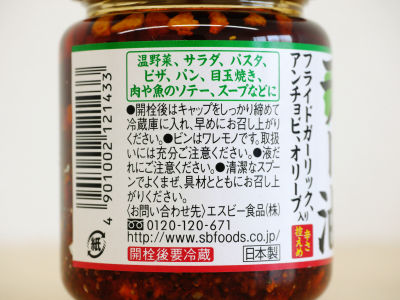 温野菜、サラダ、パスタ、
ピザ、パン、目玉焼き、
肉や魚のソテー、スープなどに
●開栓後はキャップをしっかり締めて
冷蔵庫に入れ、早めにお召し上がり
ください。●ビンはワレモノです。取扱
いには充分ご注意ください。●液だ
れにご注意ください。●清潔なスプー
ンでよくまぜ、具材とともにお召し上
がりください。
〈お問い合わせ先〉エスビー食品(株)
0120-120-671
http://www.sbfoods.co.jp/
開栓後要冷蔵
日本製
4 901002 121433
紙
フライドガーリック、
アンチョビ、オリーブ入り
辛さ
控えめ
油